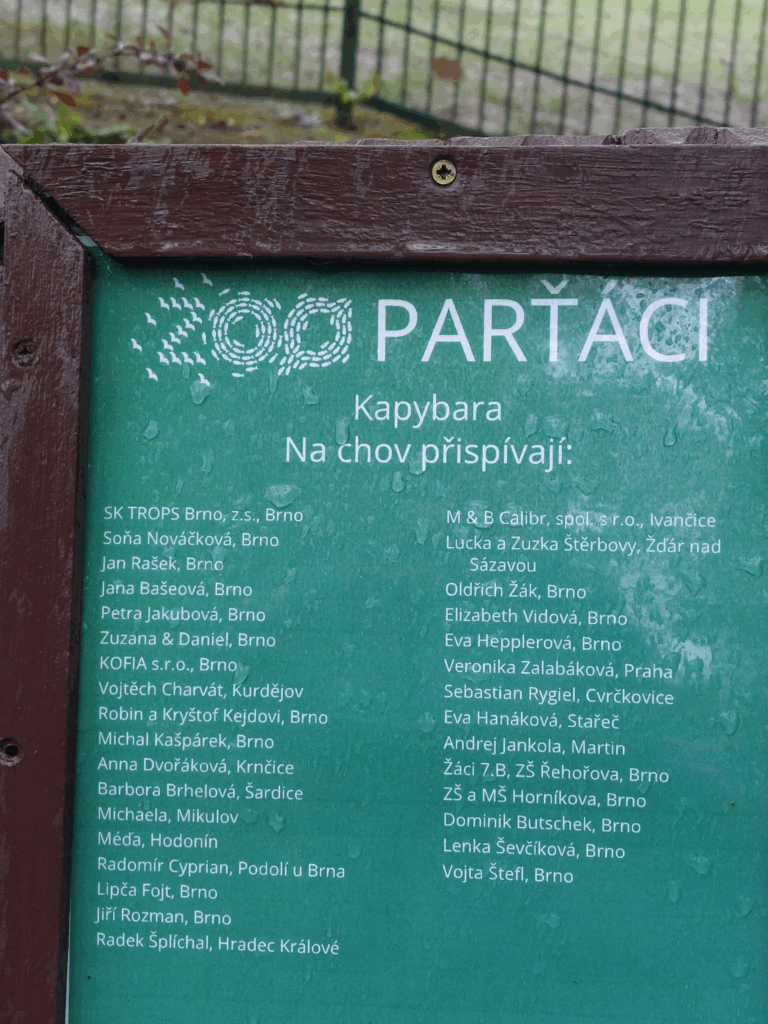 ZOO PARŤÁCI
Kapybara
Na chov přispívají:
SK TROPS Brno, z.s., Brno
Soňa Nováčková, Brno
Jan Rašek, Brno
Jana Bašeová, Brno
Petra Jakubová, Brno
Zuzana & Daniel, Brno
KOFIA s.r.o., Brno
Vojtěch Charvát, Kurdějov
Robin a Kryštof Kejdovi, Brno
Michal Kašpárek, Brno
Anna Dvořáková, Krnčice
Barbora Brhelová, Šardice
Michaela, Mikulov
Méďa, Hodonín
Radomír Cyprian, Podolí u Brna
Lipča Fojt, Brno
Jiří Rozman, Brno
Radek Šplíchal, Hradec Králové
M & B Calibr, spol. s r.o., Ivančice
Lucka a Zuzka Štěrbovy, Žďár nad
Sázavou
Oldřich Žák, Brno
Elizabeth Vidová, Brno
Eva Hepplerová, Brno
Veronika Zalabáková, Praha
Sebastian Rygiel, Cvrčkovice
Eva Hanáková, Stařeč
Andrej Jankola, Martin
Žáci 7.B, ZŠ Řehořova, Brno
ZŠ a MŠ Horníkova, Brno
Dominik Butschek, Brno
Lenka Ševčíková, Brno
Vojta Štefl, Brno